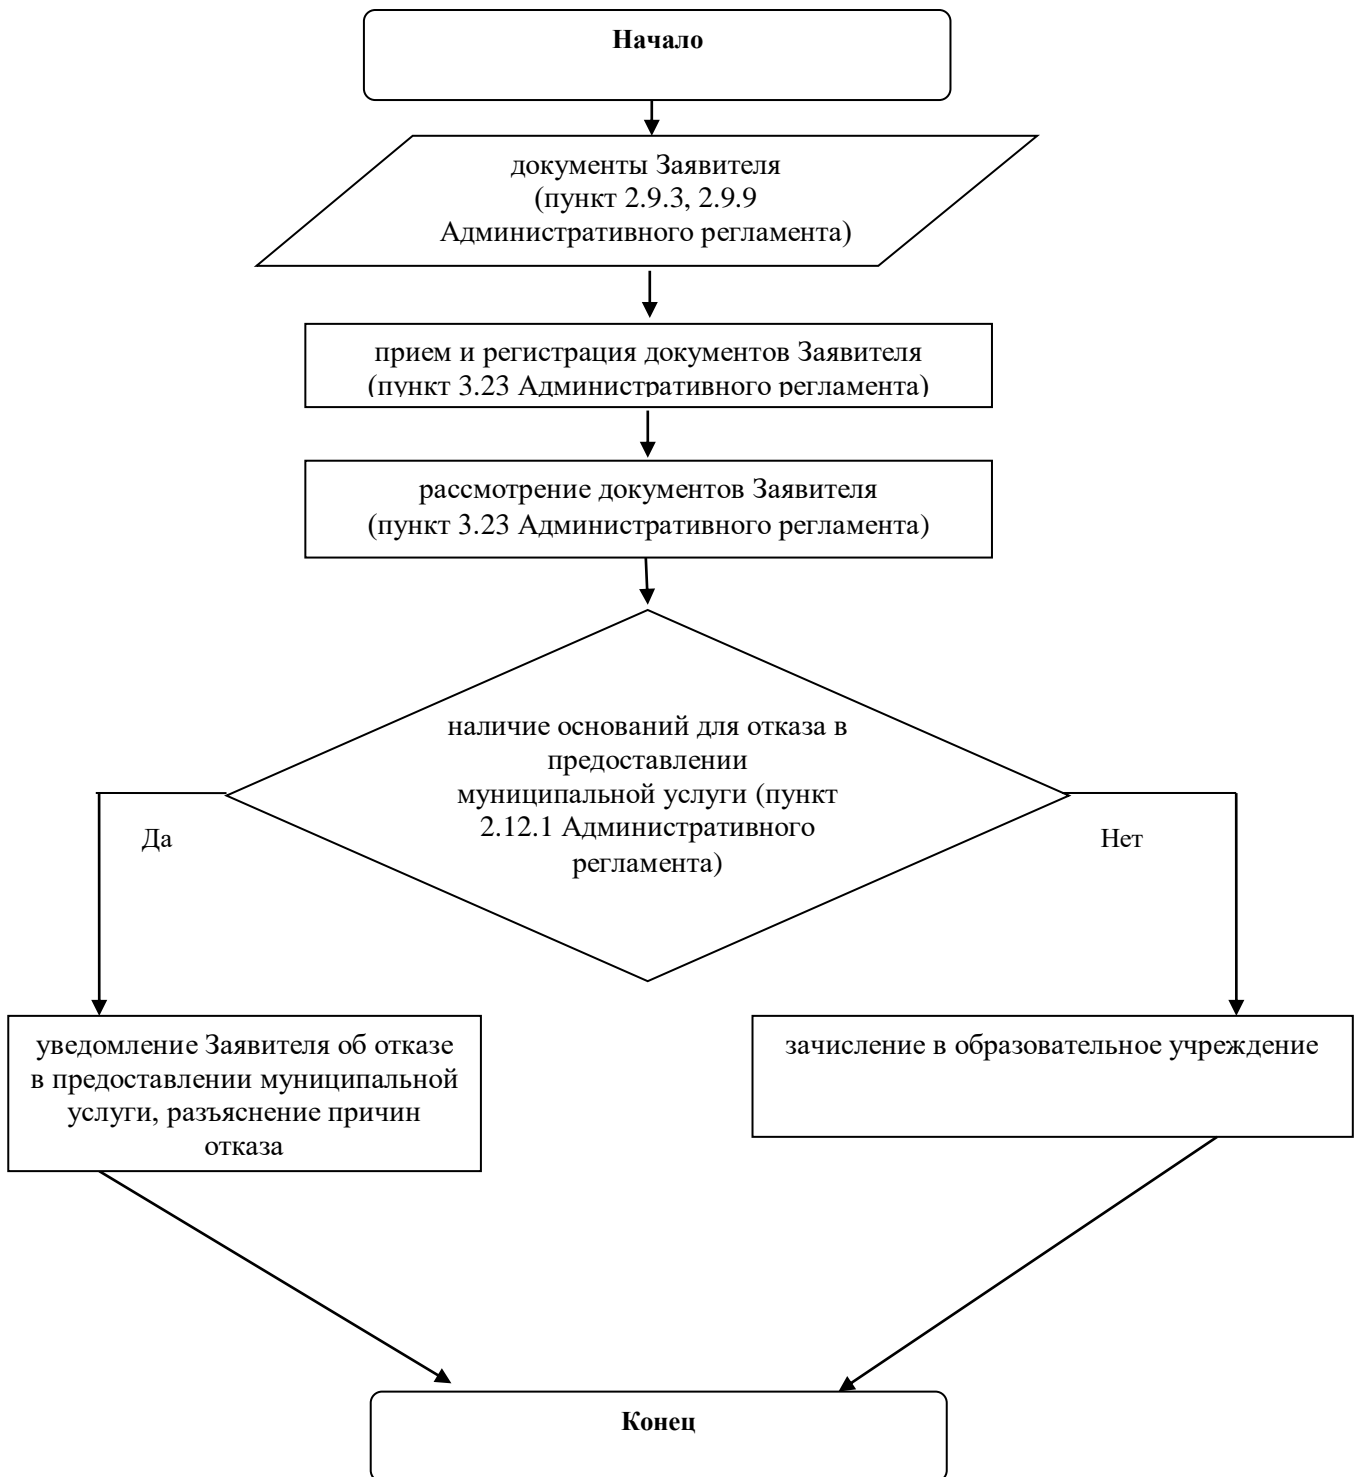 Начало
документы Заявителя
(пункт 2.9.3, 2.9.9
Административного регламента)
прием и регистрация документов Заявителя
(пункт 3.23 Административного регламента)
рассмотрение документов Заявителя
(пункт 3.23 Административного регламента)
наличие оснований для отказа в
предоставлении
муниципальной услуги (пункт
2.12.1 Административного
регламента)
Да
Нет
уведомление Заявителя об отказе
в предоставлении муниципальной
услуги, разъяснение причин
отказа
зачисление в образовательное учреждение
Конец